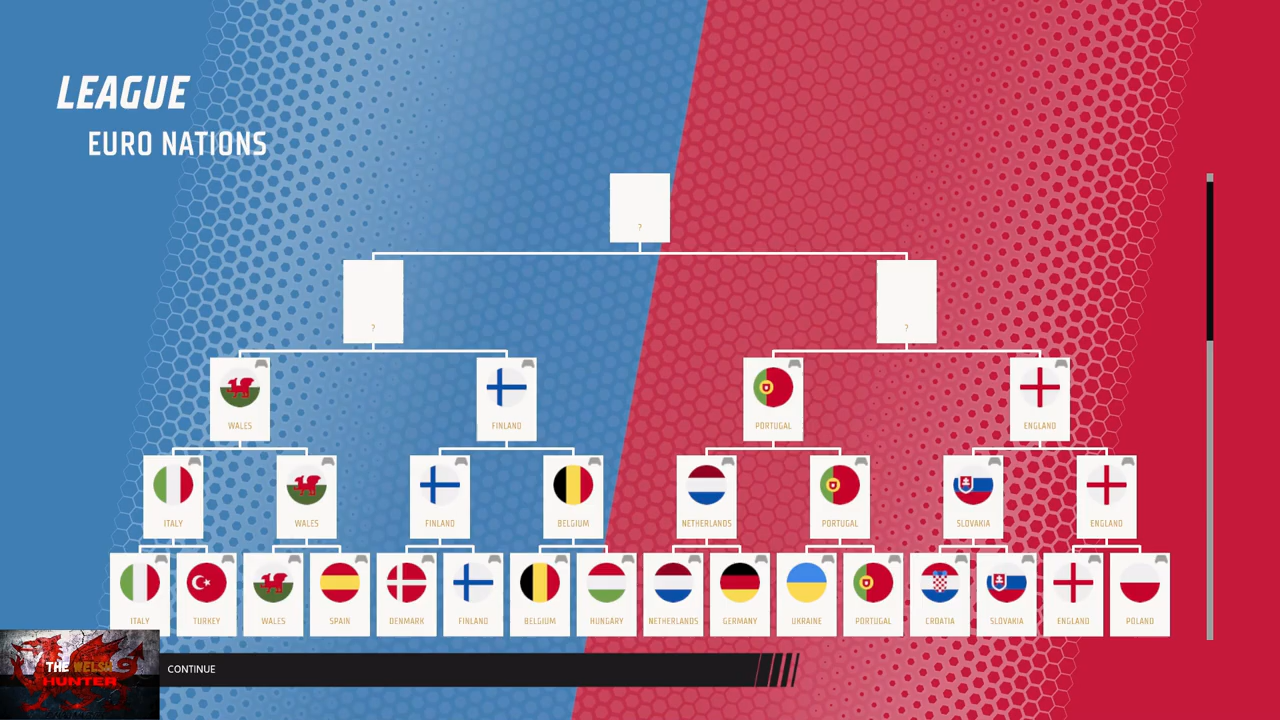 LEAGUE
EURO NATIONS
?
?
?
WALES
FINLAND
PORTUGAL
ENGLAND
ITALY
WALES
FINLAND
BELGIUM
NETHERLANDS
PORTUGAL
SLOVAKIA
ENGLAND
ITALY
TURKEY
WALES
SPAIN
DENMARK
FINLAND
BELGIUM
HUNGARY
NETHERLANDS
GERMANY
UKRAINE
PORTUGAL
CROATIA
SLOVAKIA
ENGLAND
POLAND
THE WELSH
HUNTER
CONTINUE